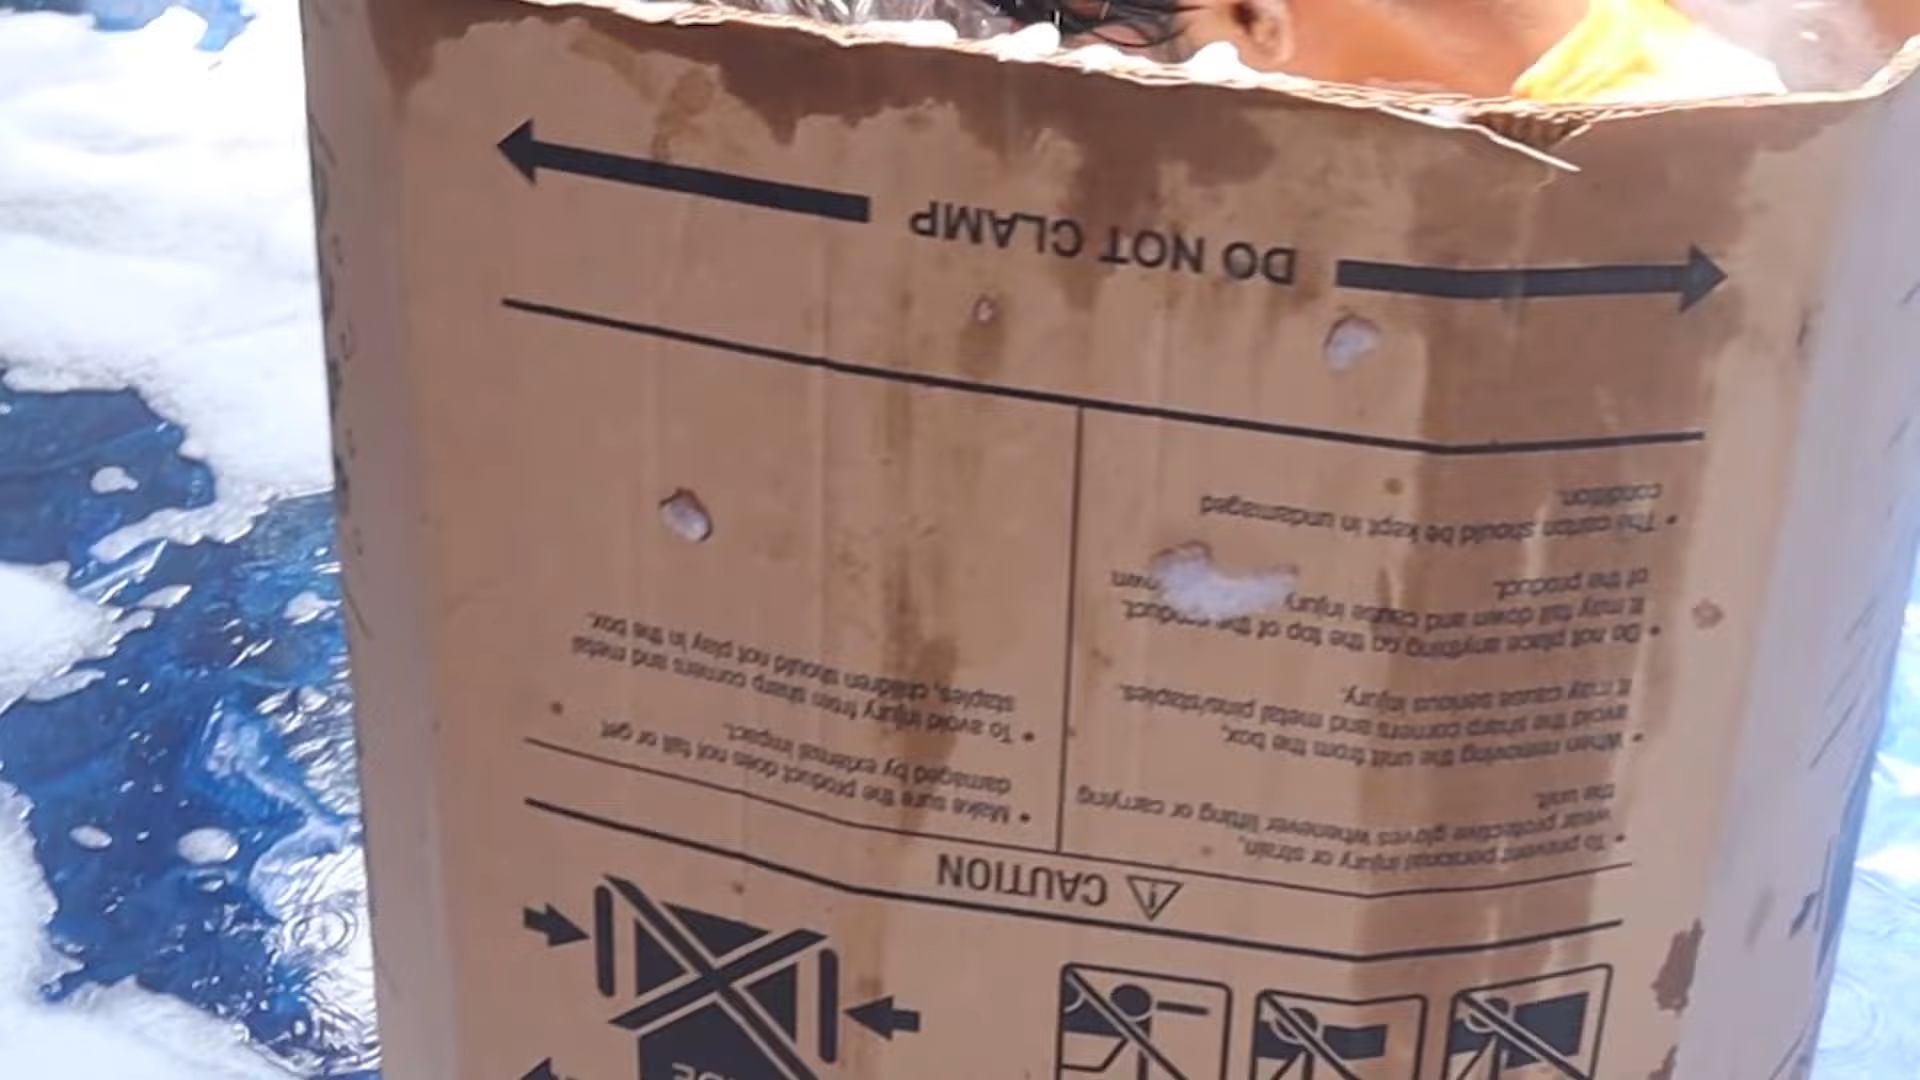 CAUTION
• To prevent personal injury or strain,
wear protective gloves whenever lifting or carrying
the unit.
• When removing the unit from the box,
avoid the sharp corners and metal pins/staples.
It may cause serious injury.
• Do not place anything on the top of the product.
It may fall down and cause injury
of the product.
• The carton should be kept in undamaged
condition.
• Make sure the product does not fall or get
damaged by external impact.
• To avoid injury from sharp corners and metal
staples, children should not play in the box.
DO NOT CLAMP